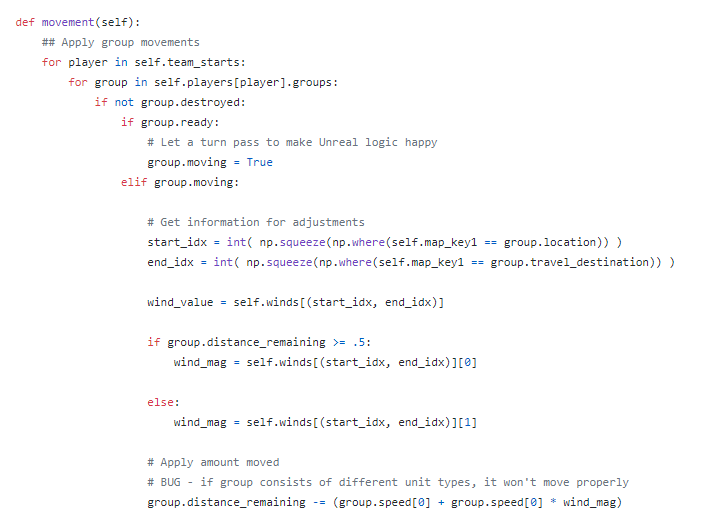 def movement(self):
    ## Apply group movements
    for player in self.team_starts:
        for group in self.players[player].groups:
            if not group.destroyed:
                if group.ready:
                    # Let a turn pass to make Unreal logic happy
                    group.moving = True
                elif group.moving:

                    # Get information for adjustments
                    start_idx = int( np.squeeze(np.where(self.map_key1 == group.location)) )
                    end_idx = int( np.squeeze(np.where(self.map_key1 == group.travel_destination)) )

                    wind_value = self.winds[(start_idx, end_idx)]

                    if group.distance_remaining >= .5:
                        wind_mag = self.winds[(start_idx, end_idx)][0]

                    else:
                        wind_mag = self.winds[(start_idx, end_idx)][1]

                    # Apply amount moved
                    # BUG - if group consists of different unit types, it won't move properly
                    group.distance_remaining -= (group.speed[0] + group.speed[0] * wind_mag)